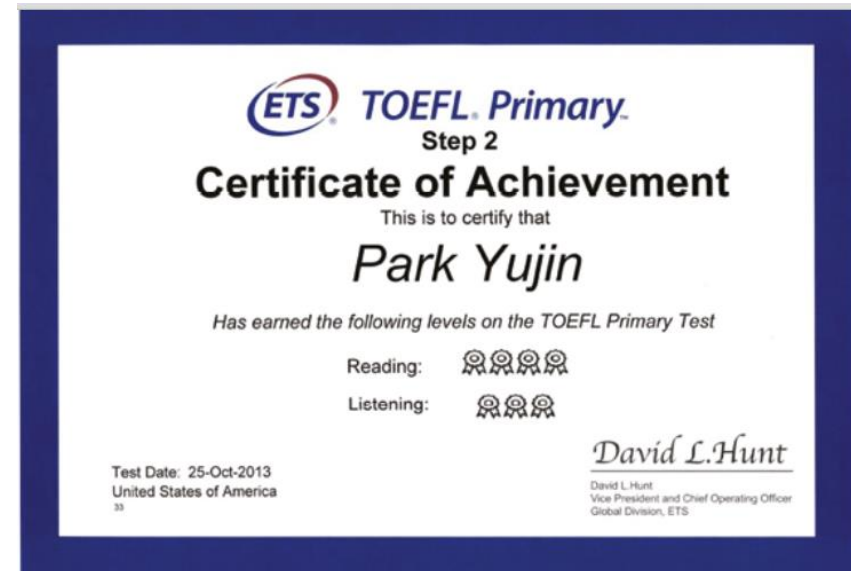 ETS® TOEFL® Primary™
Step 2
Certificate of Achievement
This is to certify that
Park Yujin
Has earned the following levels on the TOEFL Primary Test
Reading:
Listening:
Test Date: 25-Oct-2013
United States of America
33
David L.Hunt
David L.Hunt
Vice President and Chief Operating Officer
Global Division, ETS